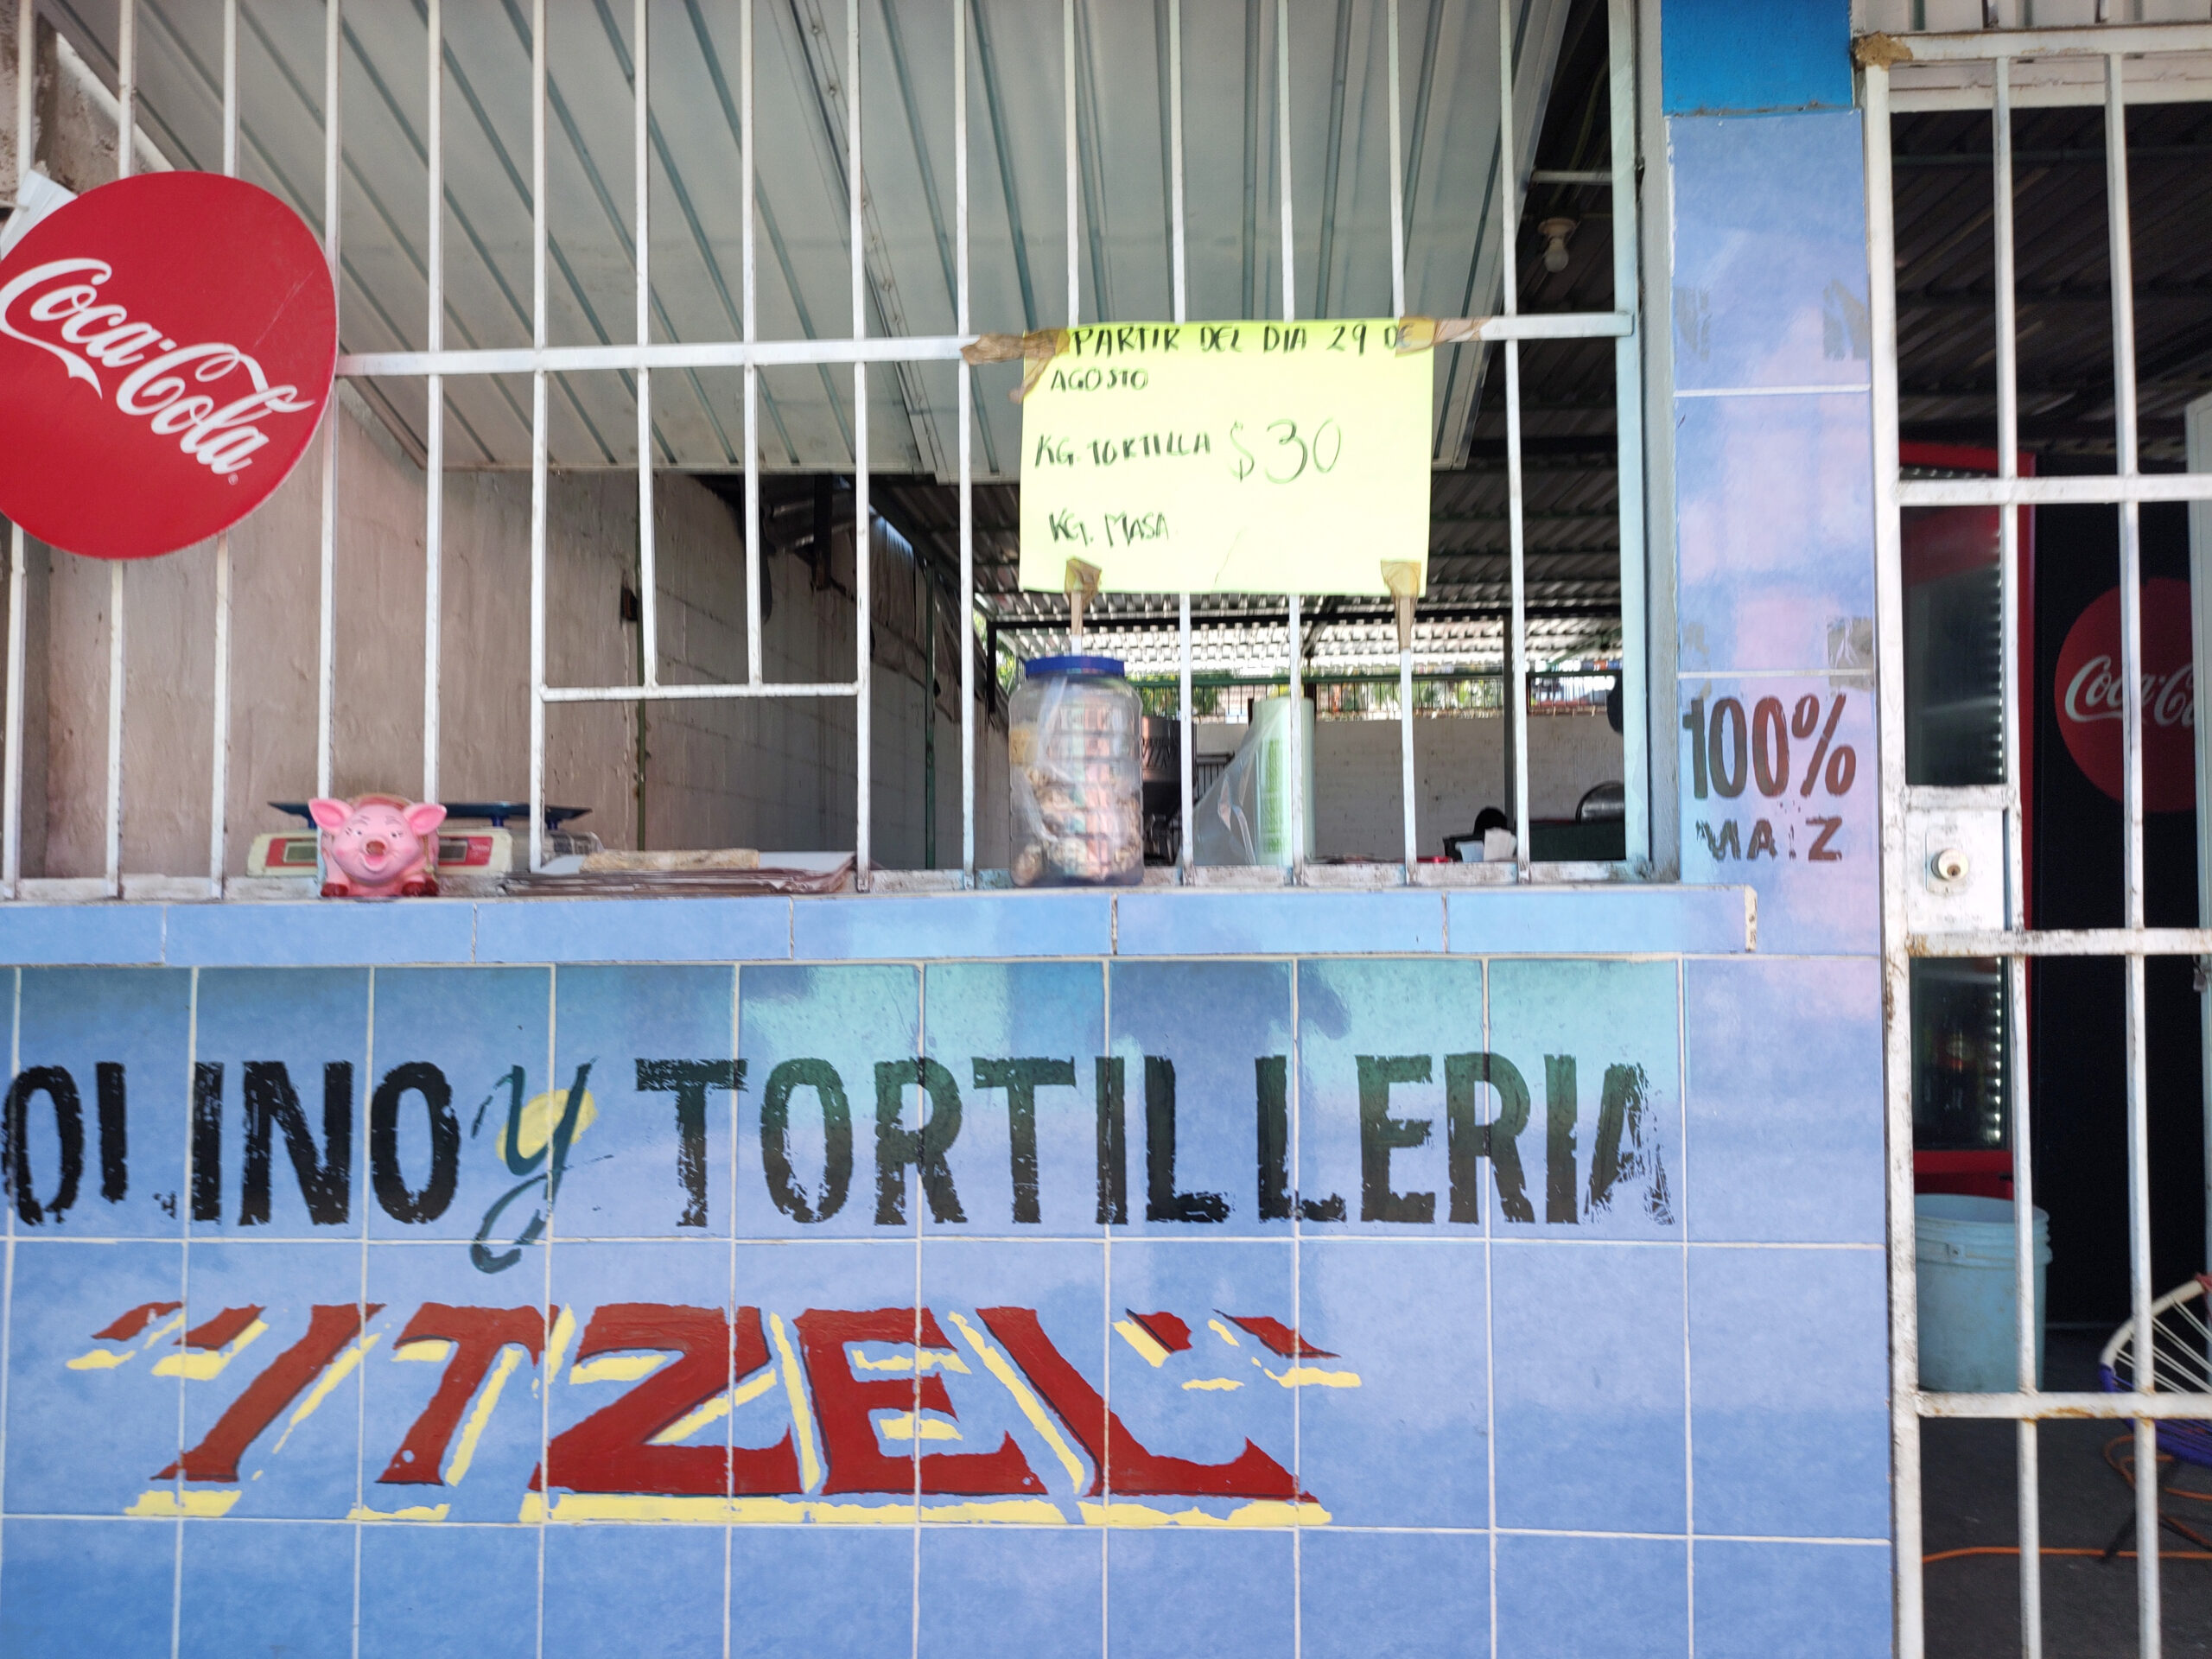 Coca-Cola
PARTIR DEL DIA 29 DE
AGOSTO
KG. TORTILLA $30
KG. MASA
100%
MAIZ
Coca-Co
OLINO y TORTILLERIA
"ITZEL"